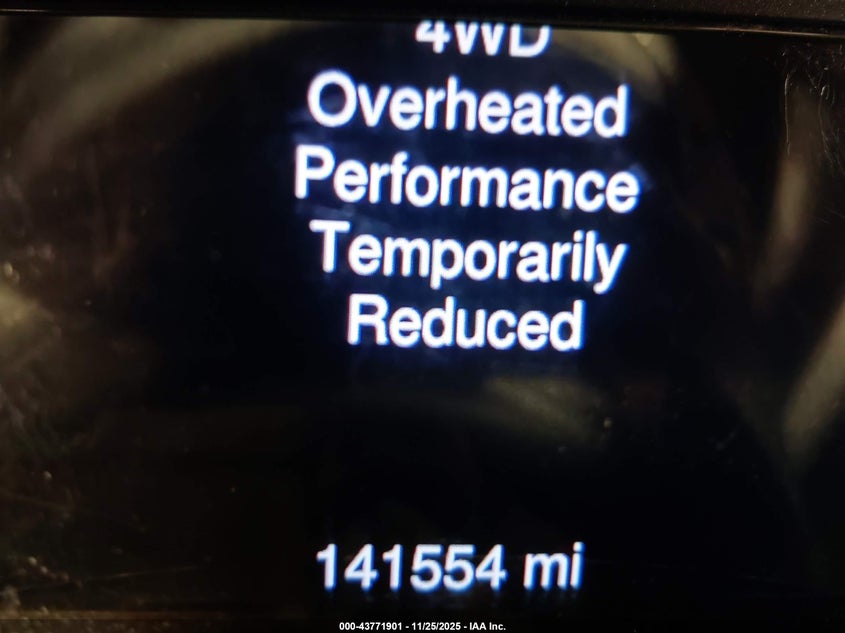 4WD
Overheated
Performance
Temporarily
Reduced
141554 mi
000-43771901 - 11/25/2025 - IAA Inc.